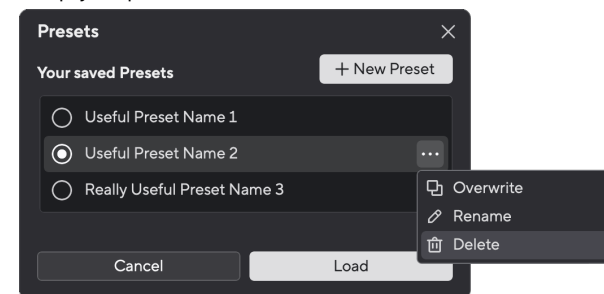 Presets
Your saved Presets
+ New Preset
Useful Preset Name 1
Useful Preset Name 2
Really Useful Preset Name 3
Overwrite
Rename
Delete
Cancel
Load